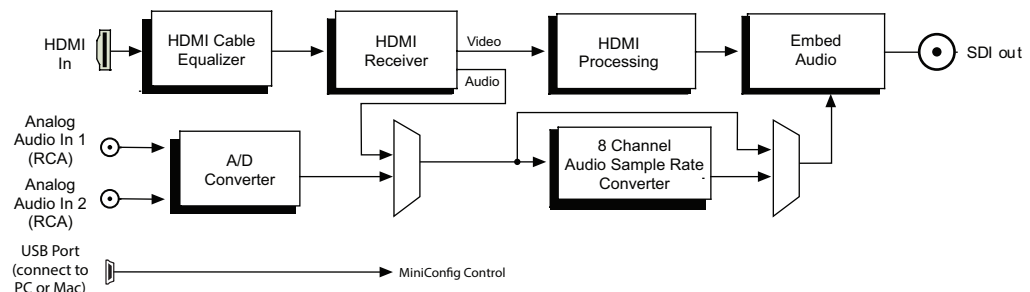 HDMI
In
HDMI Cable
Equalizer
HDMI
Receiver
Video
Audio
HDMI
Processing
Embed
Audio
SDI out
Analog
Audio In 1
(RCA)
Analog
Audio In 2
(RCA)
A/D
Converter
8 Channel
Audio Sample Rate
Converter
USB Port
(connect to
PC or Mac)
MiniConfig Control